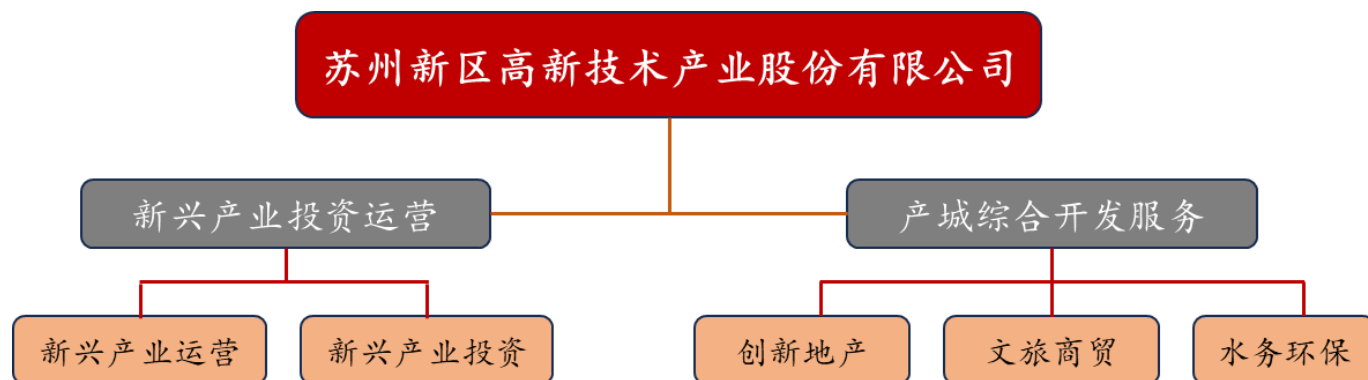 苏州新区高新技术产业股份有限公司
新兴产业投资运营
产城综合开发服务
新兴产业运营
新兴产业投资
创新地产
文旅商贸
水务环保